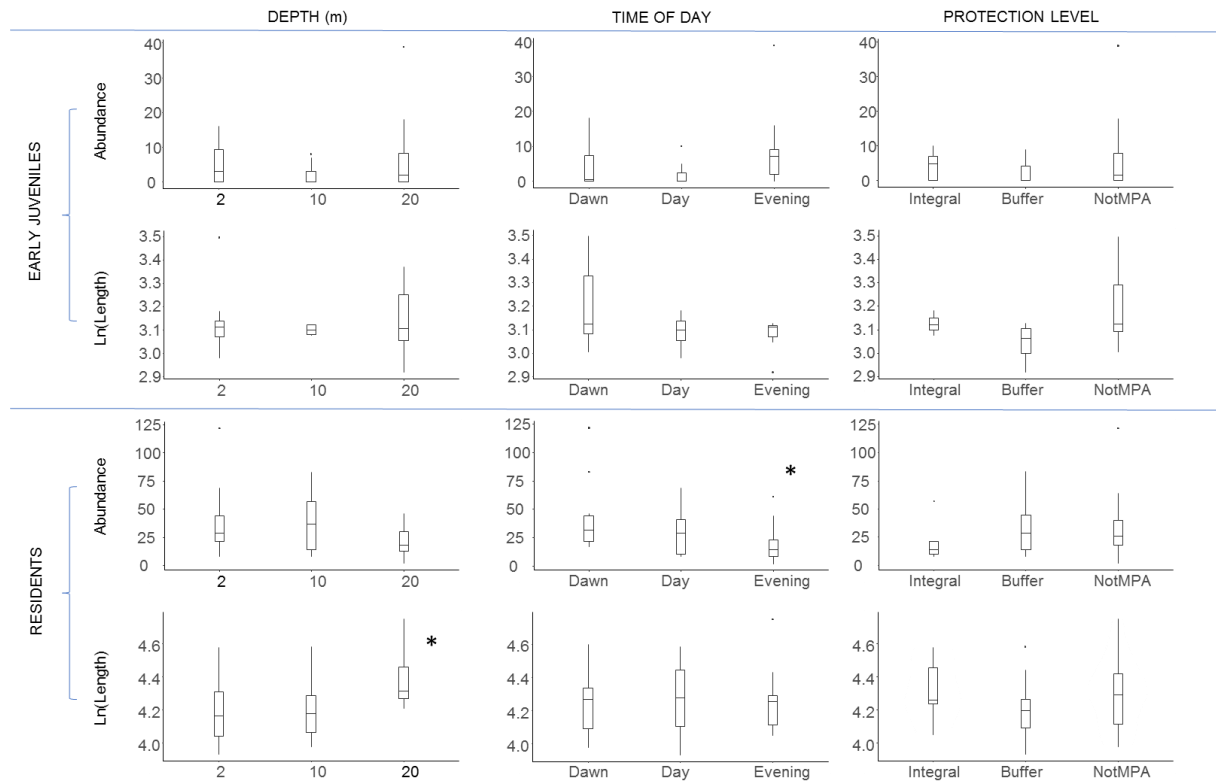 DEPTH (m) TIME OF DAY PROTECTION LEVEL
EARLY JUVENILES
Abundance
40 40 40
30 30 30
20 20 20
10 10 10
0 0 0
2 10 20 Dawn Day Evening Integral Buffer NotMPA
Ln(Length)
3.5 3.5 3.5
3.4 3.4 3.4
3.3 3.3 3.3
3.2 3.2 3.2
3.1 3.1 3.1
3.0 3.0 3.0
2.9 2.9 2.9
2 10 20 Dawn Day Evening Integral Buffer NotMPA
RESIDENTS
Abundance
125 125 125
100 100 100
75 75 * 75
50 50 50
25 25 25
0 0 0
2 10 20 Dawn Day Evening Integral Buffer NotMPA
Ln(Length)
4.6 * 4.6 4.6
4.4 4.4 4.4
4.2 4.2 4.2
4.0 4.0 4.0
2 10 20 Dawn Day Evening Integral Buffer NotMPA